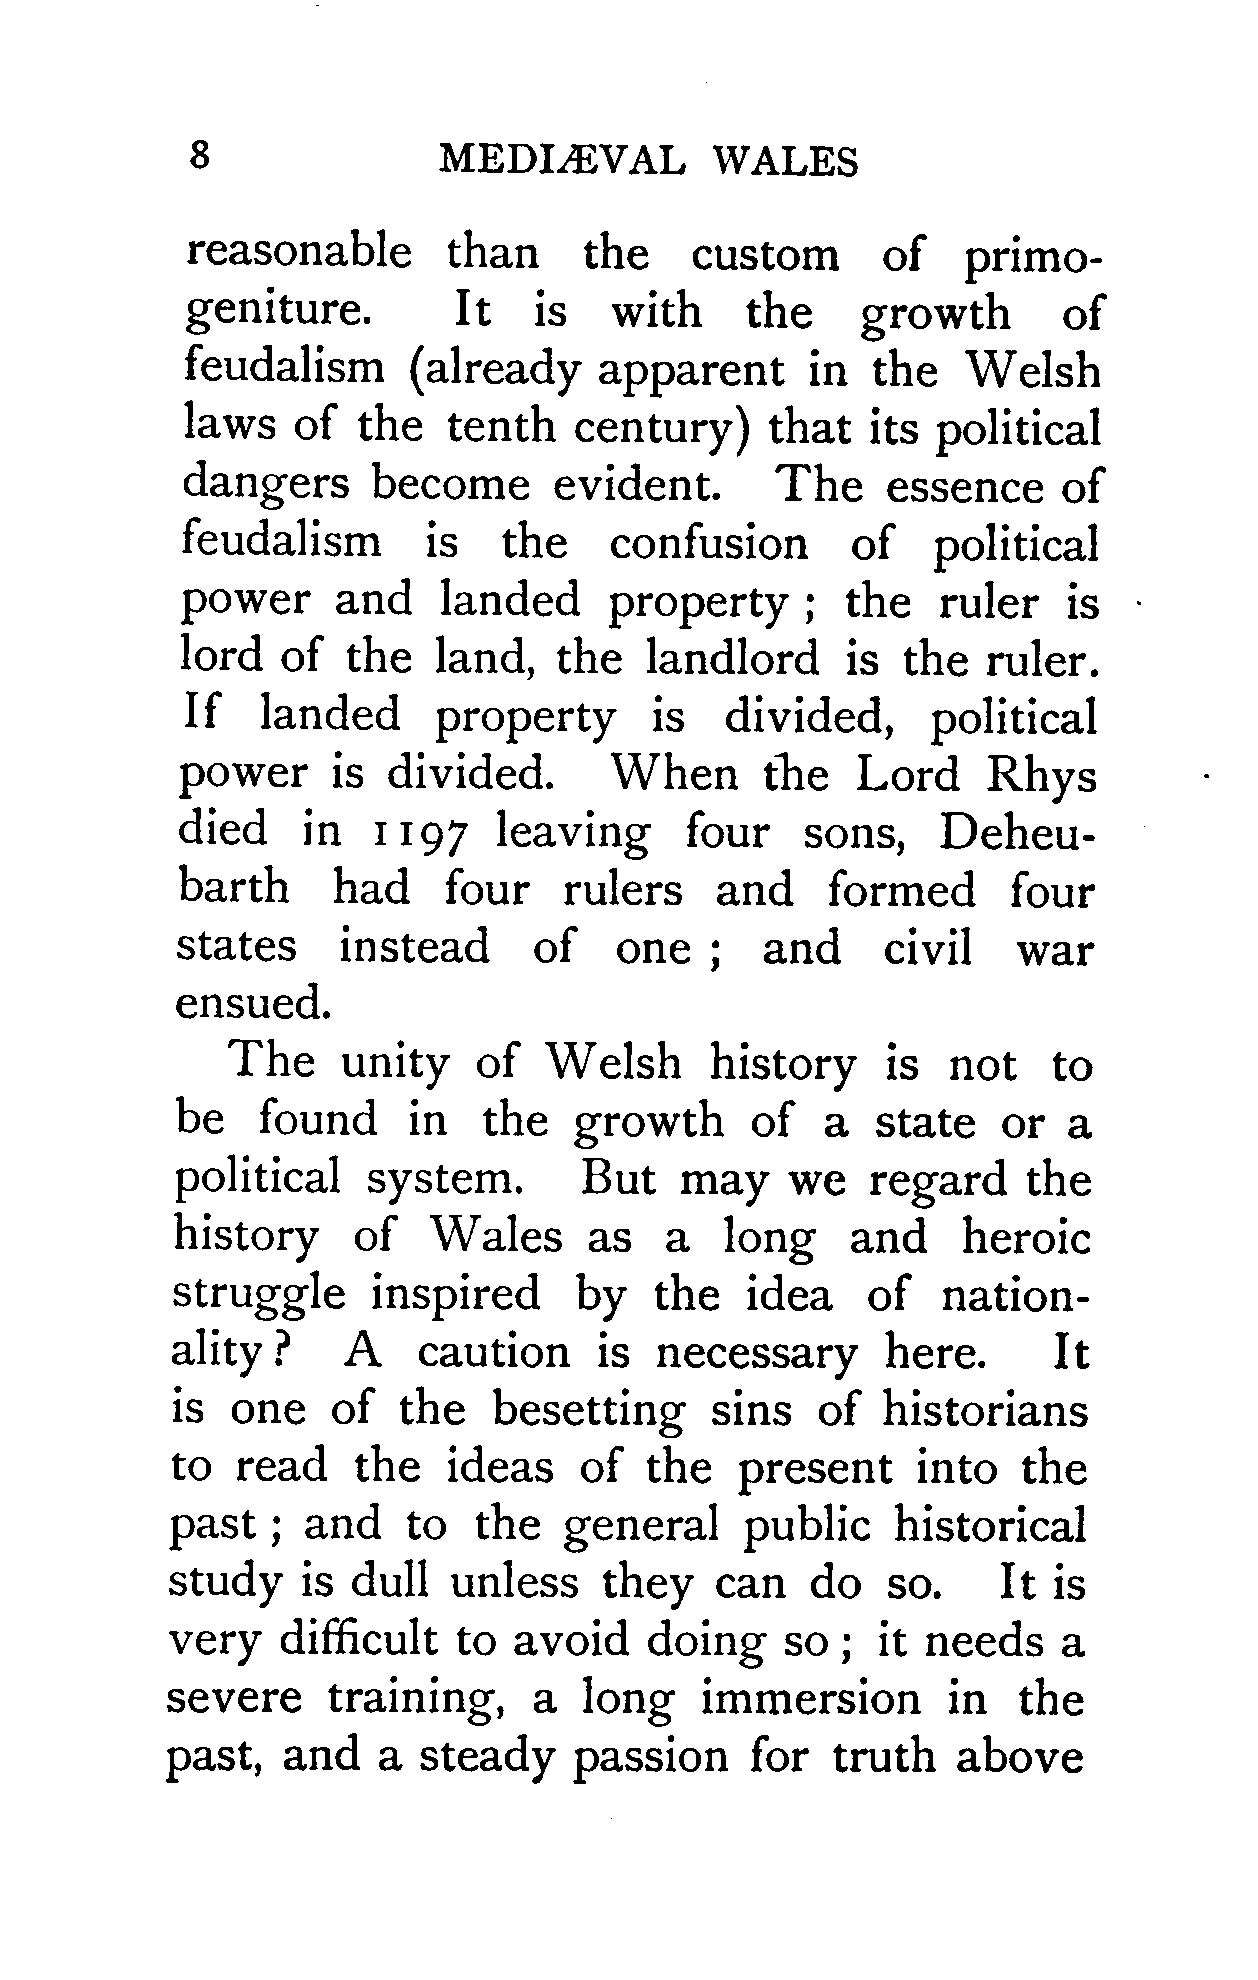 8 MEDIÆVAL WALES
reasonable than the custom of primo-
geniture. It is with the growth of
feudalism (already apparent in the Welsh
laws of the tenth century) that its political
dangers become evident. The essence of
feudalism is the confusion of political
power and landed property ; the ruler is
lord of the land, the landlord is the ruler.
If landed property is divided, political
power is divided. When the Lord Rhys
died in 1197 leaving four sons, Deheu-
barth had four rulers and formed four
states instead of one ; and civil war
ensued.
The unity of Welsh history is not to
be found in the growth of a state or a
political system. But may we regard the
history of Wales as a long and heroic
struggle inspired by the idea of nation-
ality ? A caution is necessary here. It
is one of the besetting sins of historians
to read the ideas of the present into the
past ; and to the general public historical
study is dull unless they can do so. It is
very difficult to avoid doing so ; it needs a
severe training, a long immersion in the
past, and a steady passion for truth above